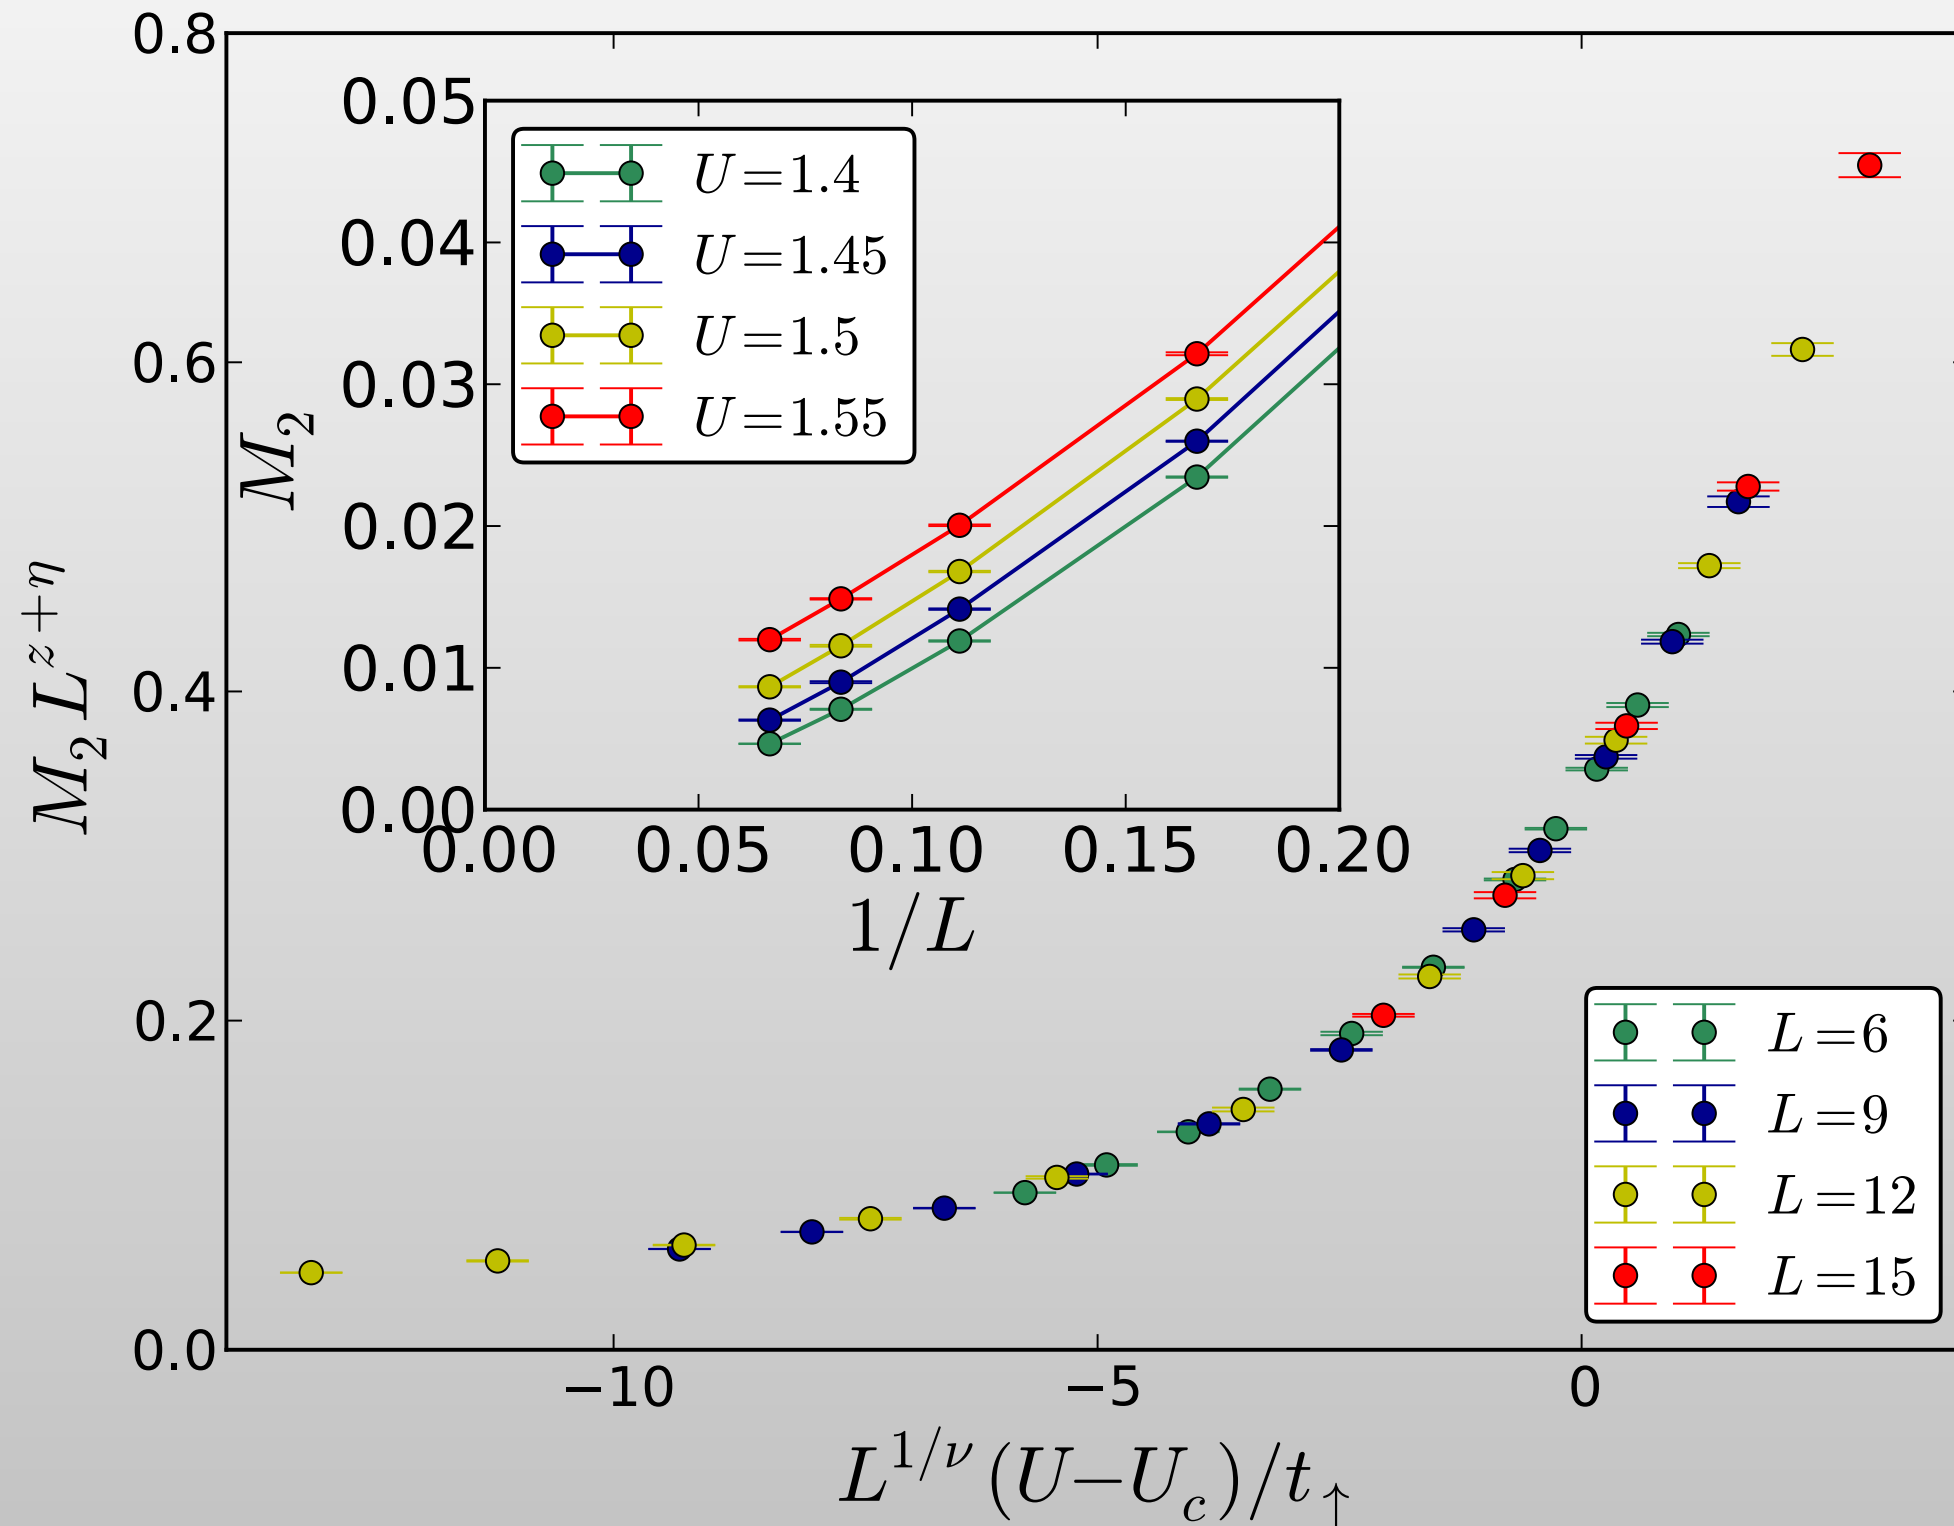 0.8
0.6
0.4
0.2
0.0
M_2 L^{z+η}
−10
−5
0
L^{1/ν}(U−U_c)/t_↑
0.05
0.04
0.03
0.02
0.01
0.00
M_2
0.00
0.05
0.10
0.15
0.20
1/L
U=1.4
U=1.45
U=1.5
U=1.55
L=6
L=9
L=12
L=15